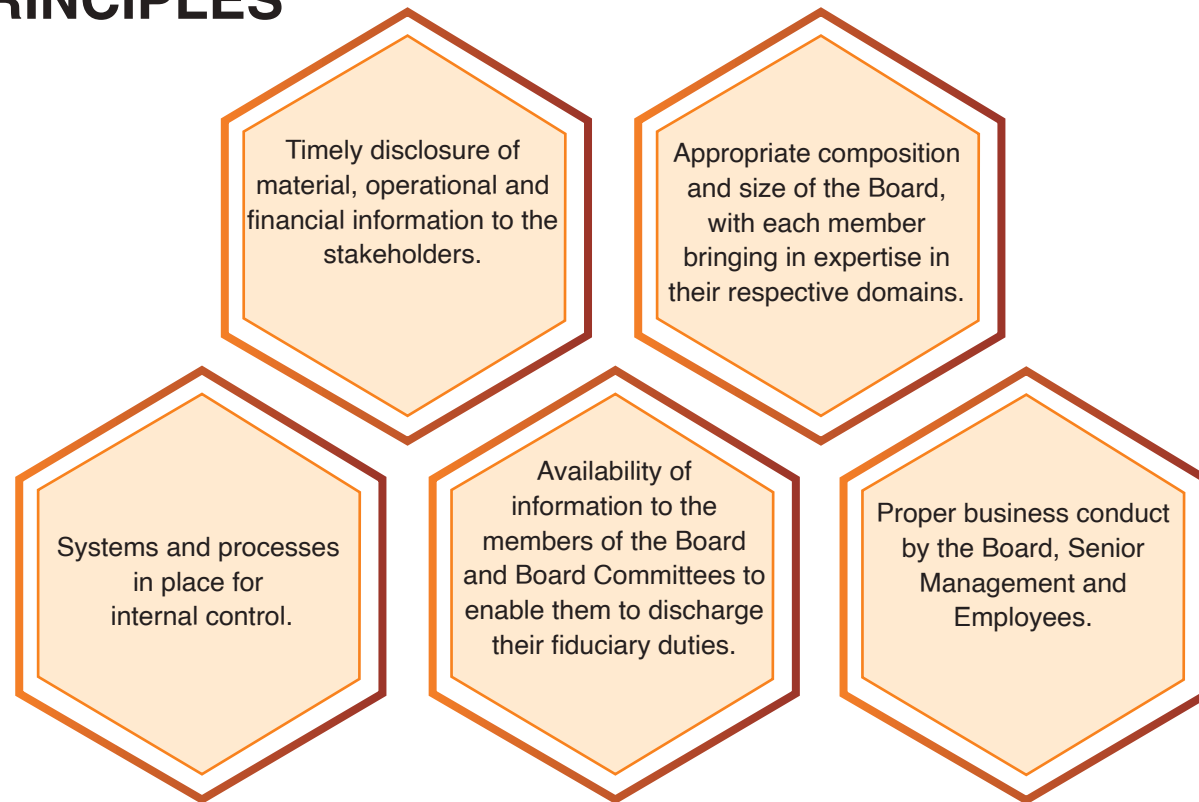 RINCIPLES
Timely disclosure of
material, operational and
financial information to the
stakeholders.
Appropriate composition
and size of the Board,
with each member
bringing in expertise in
their respective domains.
Systems and processes
in place for
internal control.
Availability of
information to the
members of the Board
and Board Committees to
enable them to discharge
their fiduciary duties.
Proper business conduct
by the Board, Senior
Management and
Employees.